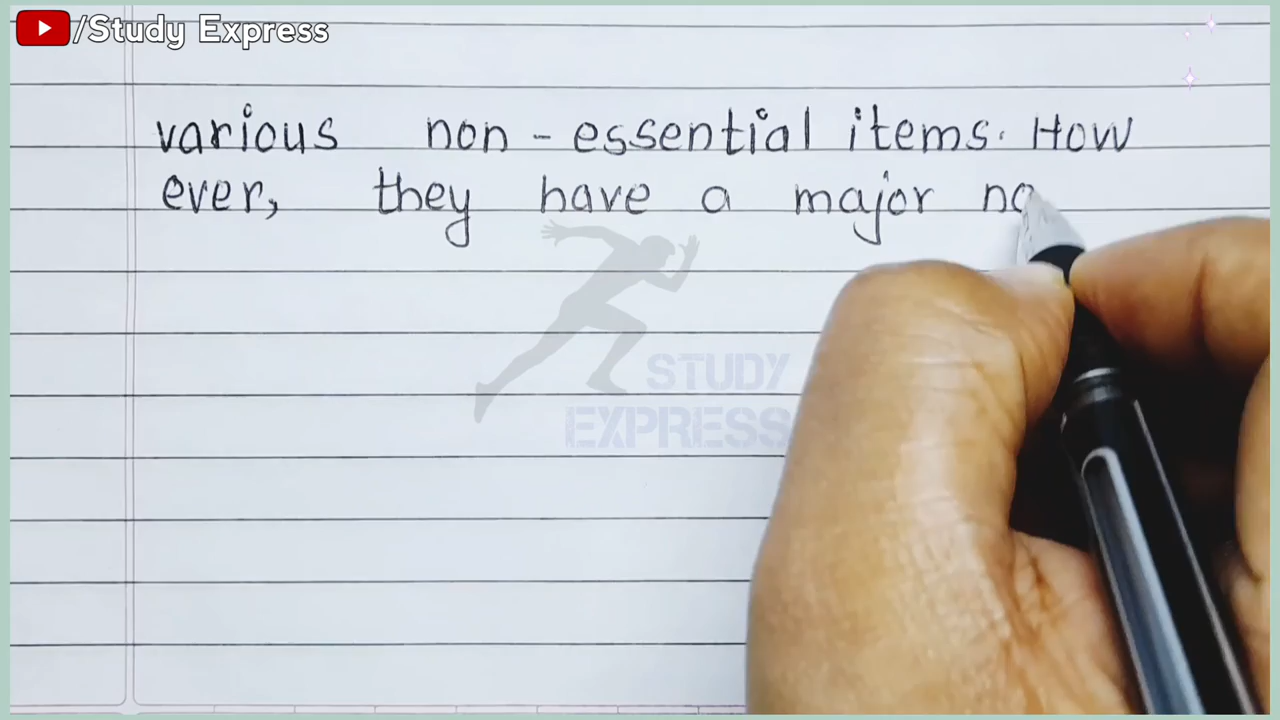 /Study Express
various non-essential items. How
ever, they have a major
STUDY
EXPRESS